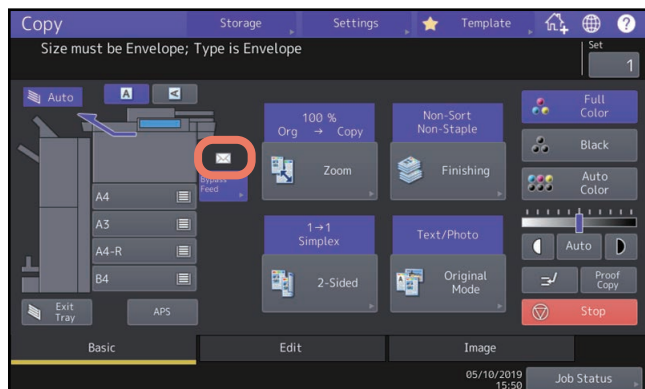 Copy
Storage
Settings
Template
?
Size must be Envelope; Type is Envelope
Set
1
Auto
A
A
100 %
Org → Copy
Non-Sort
Non-Staple
Full
Color
Black
Bypass
Feed
Zoom
Finishing
Auto
Color
A4
A3
A4-R
B4
1→1
Simplex
Text/Photo
Auto
2-Sided
Original
Mode
Proof
Copy
Exit
Tray
APS
Stop
Basic
Edit
Image
05/10/2019
15:50
Job Status